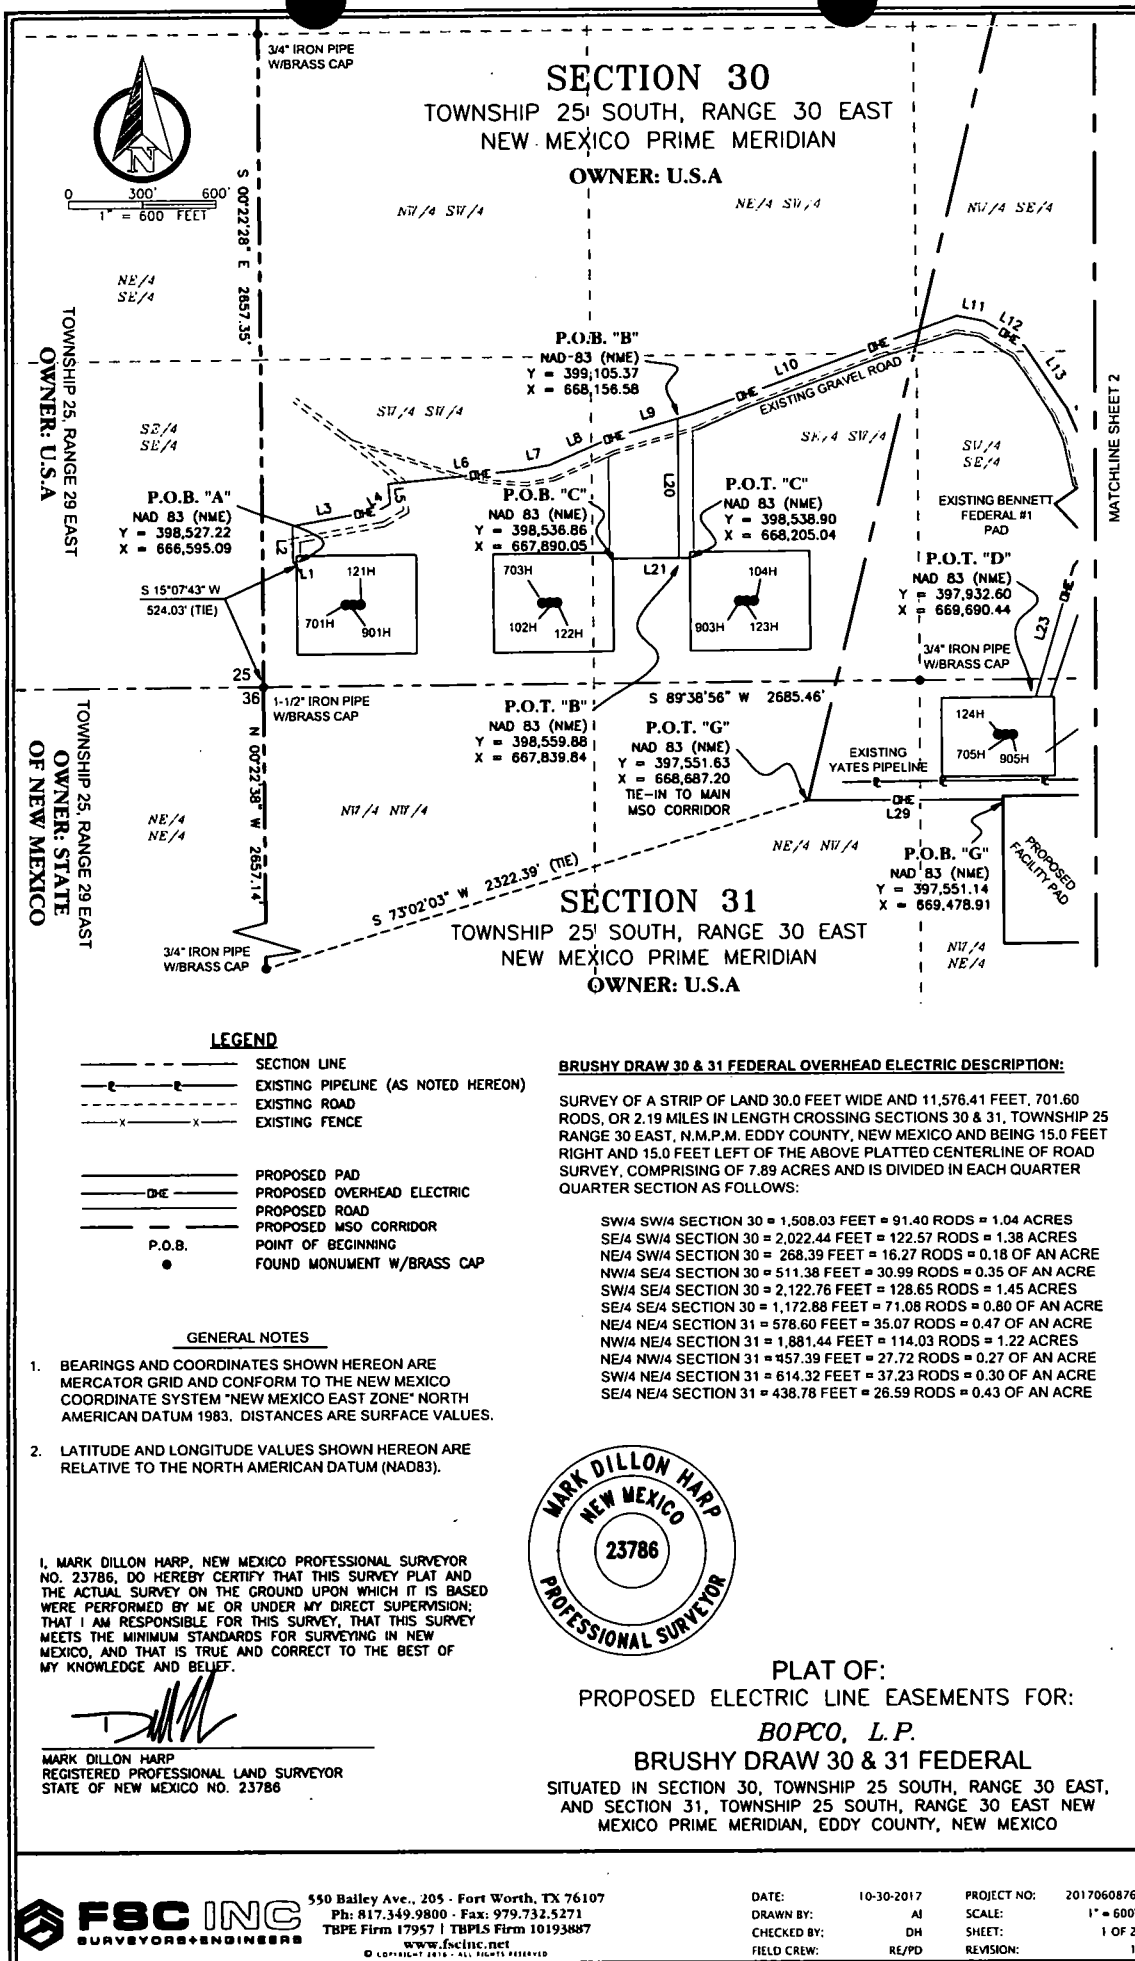 3/4" IRON PIPE
W/BRASS CAP
SECTION 30
TOWNSHIP 25 SOUTH, RANGE 30 EAST
NEW MEXICO PRIME MERIDIAN
OWNER: U.S.A
N
0 300' 600'
1" = 600 FEET
S 00°22'28" E 2657.35'
NW/4 SW/4
NE/4 SW/4
NW/4 SE/4
NE/4
SE/4
TOWNSHIP 25, RANGE 29 EAST
OWNER: U.S.A
P.O.B. "B"
NAD-83 (NME)
Y = 399,105.37
X = 668,156.58
L11
L12
OHE
L13
OHE
L10
OHE
EXISTING GRAVEL ROAD
MATCHLINE SHEET 2
SW/4 SW/4
L9
OHE
L8
L7
L6
OHE
SE/4 SW/4
SW/4
SE/4
SE/4
SE/4
P.O.B. "A"
NAD 83 (NME)
Y = 398,527.22
X = 666,595.09
L3
OHE
L4
L5
L2
L1
P.O.B. "C"
NAD 83 (NME)
Y = 398,536.86
X = 667,890.05
L20
P.O.T. "C"
NAD 83 (NME)
Y = 398,538.90
X = 668,205.04
EXISTING BENNETT
FEDERAL #1
PAD
P.O.T. "D"
NAD 83 (NME)
Y = 397,932.60
X = 669,690.44
OHE
L23
S 15°07'43" W
524.03' (TIE)
121H
701H
901H
703H
102H
122H
L21
104H
903H
123H
3/4" IRON PIPE
W/BRASS CAP
25
36
1-1/2" IRON PIPE
W/BRASS CAP
S 89°38'56" W 2685.46'
P.O.T. "B"
NAD 83 (NME)
Y = 398,559.88
X = 667,839.84
P.O.T. "G"
NAD 83 (NME)
Y = 397,551.63
X = 668,687.20
TIE-IN TO MAIN
MSO CORRIDOR
124H
705H
905H
EXISTING
YATES PIPELINE
OHE
L29
TOWNSHIP 25, RANGE 29 EAST
OWNER: STATE
OF NEW MEXICO
N 00°22'38" W 2657.14'
NE/4
NE/4
NW/4 NW/4
NE/4 NW/4
P.O.B. "G"
NAD 83 (NME)
Y = 397,551.14
X = 669,478.91
PROPOSED
FACILITY PAD
S 73°02'03" W 2322.39' (TIE)
SECTION 31
TOWNSHIP 25 SOUTH, RANGE 30 EAST
NEW MEXICO PRIME MERIDIAN
OWNER: U.S.A
3/4" IRON PIPE
W/BRASS CAP
NW/4
NE/4
LEGEND
SECTION LINE
EXISTING PIPELINE (AS NOTED HEREON)
EXISTING ROAD
x x EXISTING FENCE
PROPOSED PAD
OHE PROPOSED OVERHEAD ELECTRIC
PROPOSED ROAD
PROPOSED MSO CORRIDOR
P.O.B. POINT OF BEGINNING
FOUND MONUMENT W/BRASS CAP
GENERAL NOTES
1. BEARINGS AND COORDINATES SHOWN HEREON ARE
MERCATOR GRID AND CONFORM TO THE NEW MEXICO
COORDINATE SYSTEM "NEW MEXICO EAST ZONE" NORTH
AMERICAN DATUM 1983. DISTANCES ARE SURFACE VALUES.
2. LATITUDE AND LONGITUDE VALUES SHOWN HEREON ARE
RELATIVE TO THE NORTH AMERICAN DATUM (NAD83).
BRUSHY DRAW 30 & 31 FEDERAL OVERHEAD ELECTRIC DESCRIPTION:
SURVEY OF A STRIP OF LAND 30.0 FEET WIDE AND 11,576.41 FEET, 701.60
RODS, OR 2.19 MILES IN LENGTH CROSSING SECTIONS 30 & 31, TOWNSHIP 25
RANGE 30 EAST, N.M.P.M. EDDY COUNTY, NEW MEXICO AND BEING 15.0 FEET
RIGHT AND 15.0 FEET LEFT OF THE ABOVE PLATTED CENTERLINE OF ROAD
SURVEY, COMPRISING OF 7.89 ACRES AND IS DIVIDED IN EACH QUARTER
QUARTER SECTION AS FOLLOWS:
SW/4 SW/4 SECTION 30 = 1,508.03 FEET = 91.40 RODS = 1.04 ACRES
SE/4 SW/4 SECTION 30 = 2,022.44 FEET = 122.57 RODS = 1.38 ACRES
NE/4 SW/4 SECTION 30 = 268.39 FEET = 16.27 RODS = 0.18 OF AN ACRE
NW/4 SE/4 SECTION 30 = 511.38 FEET = 30.99 RODS = 0.35 OF AN ACRE
SW/4 SE/4 SECTION 30 = 2,122.76 FEET = 128.65 RODS = 1.45 ACRES
SE/4 SE/4 SECTION 30 = 1,172.88 FEET = 71.08 RODS = 0.80 OF AN ACRE
NE/4 NE/4 SECTION 31 = 578.60 FEET = 35.07 RODS = 0.47 OF AN ACRE
NW/4 NE/4 SECTION 31 = 1,881.44 FEET = 114.03 RODS = 1.22 ACRES
NE/4 NW/4 SECTION 31 = 457.39 FEET = 27.72 RODS = 0.27 OF AN ACRE
SW/4 NE/4 SECTION 31 = 614.32 FEET = 37.23 RODS = 0.30 OF AN ACRE
SE/4 NE/4 SECTION 31 = 438.78 FEET = 26.59 RODS = 0.43 OF AN ACRE
MARK DILLON HARP
NEW MEXICO
23786
PROFESSIONAL SURVEYOR
I, MARK DILLON HARP, NEW MEXICO PROFESSIONAL SURVEYOR
NO. 23786, DO HEREBY CERTIFY THAT THIS SURVEY PLAT AND
THE ACTUAL SURVEY ON THE GROUND UPON WHICH IT IS BASED
WERE PERFORMED BY ME OR UNDER MY DIRECT SUPERVISION;
THAT I AM RESPONSIBLE FOR THIS SURVEY, THAT THIS SURVEY
MEETS THE MINIMUM STANDARDS FOR SURVEYING IN NEW
MEXICO, AND THAT IS TRUE AND CORRECT TO THE BEST OF
MY KNOWLEDGE AND BELIEF.
MARK DILLON HARP
REGISTERED PROFESSIONAL LAND SURVEYOR
STATE OF NEW MEXICO NO. 23786
PLAT OF:
PROPOSED ELECTRIC LINE EASEMENTS FOR:
BOPCO, L.P.
BRUSHY DRAW 30 & 31 FEDERAL
SITUATED IN SECTION 30, TOWNSHIP 25 SOUTH, RANGE 30 EAST,
AND SECTION 31, TOWNSHIP 25 SOUTH, RANGE 30 EAST NEW
MEXICO PRIME MERIDIAN, EDDY COUNTY, NEW MEXICO
FSC INC
SURVEYORS+ENGINEERS
550 Bailey Ave., 205 - Fort Worth, TX 76107
Ph: 817.349.9800 - Fax: 979.732.5271
TBPE Firm 17957 | TBPLS Firm 10193887
www.fscinc.net
© COPYRIGHT 2016 - ALL RIGHTS RESERVED
DATE: 10-30-2017 PROJECT NO: 2017060876
DRAWN BY: AI SCALE: 1" = 600'
CHECKED BY: DH SHEET: 1 OF 2
FIELD CREW: RE/PD REVISION: 1